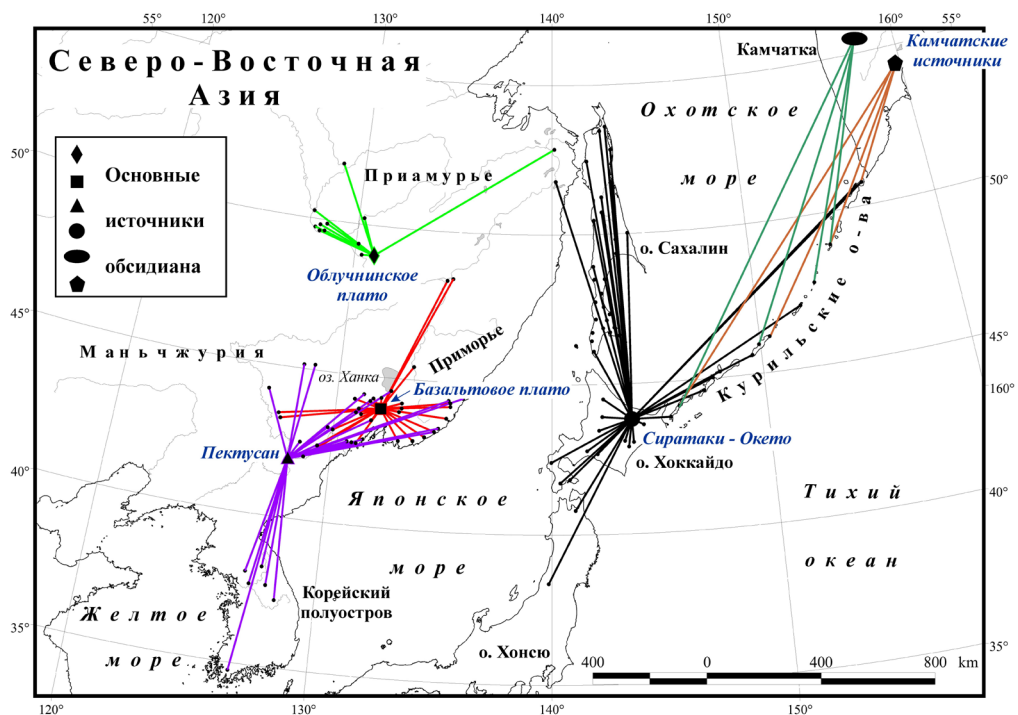 55° 120° 130° 140° 150° 160° 55°
Северо-Восточная
Азия
Камчатка
Камчатские
источники
Охотское
море
50°
50°
Основные
источники
обсидиана
Приамурье
о. Сахалин
Облучнинское
плато
Курильские о-ва
45°
45°
Маньчжурия
Приморье
оз. Ханка
Базальтовое плато
160°
Пектусан
Сиратаки - Окето
о. Хоккайдо
40°
40°
Японское
море
Тихий
океан
Корейский
полуостров
Желтое
море
35°
35°
о. Хонсю
400 0 400 800 km
120° 130° 140° 150°